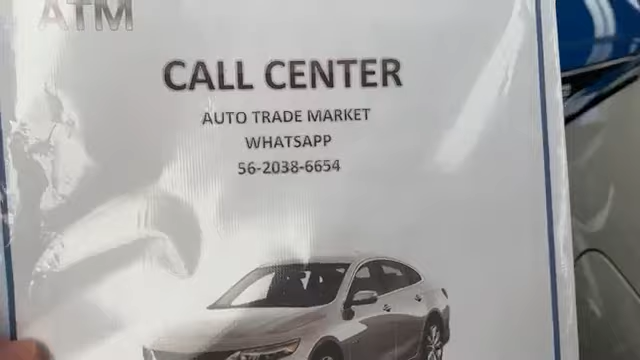 ATM
CALL CENTER
AUTO TRADE MARKET
WHATSAPP
56-2038-6654